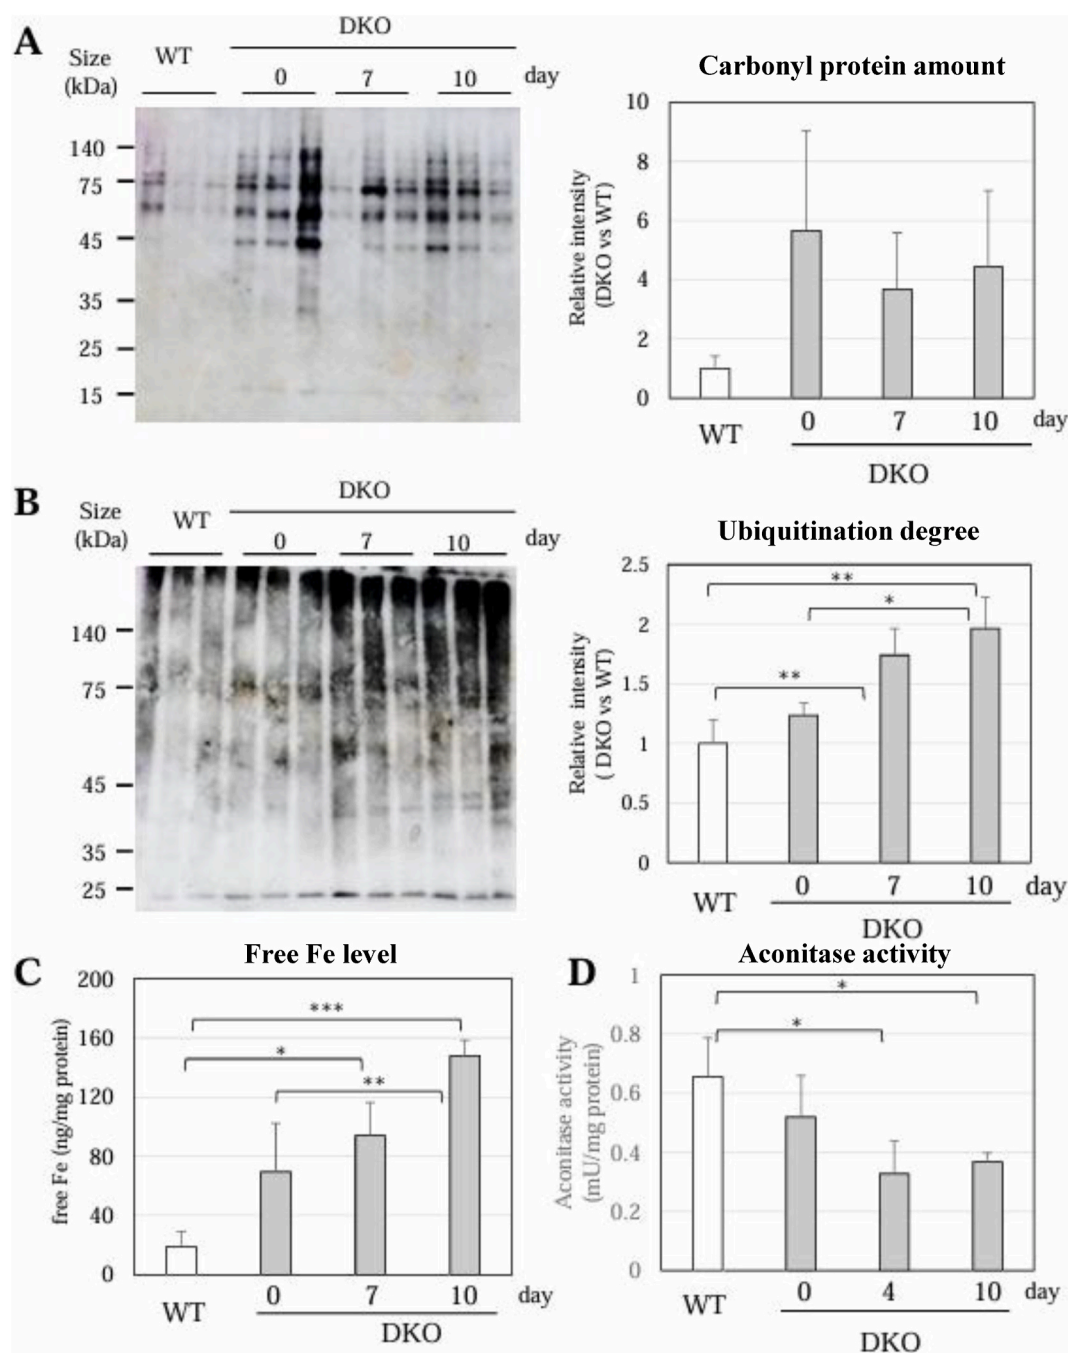 A
DKO
Size
(kDa)
WT
0
7
10
day
140
75
45
35
25
15
Carbonyl protein amount
10
8
6
4
2
0
Relative intensity
(DKO vs WT)
WT
0
7
10
day
DKO
B
DKO
Size
(kDa)
WT
0
7
10
day
140
75
45
35
25
Ubiquitination degree
2.5
2
1.5
1
0.5
0
Relative intensity
( DKO vs WT)
**
*
**
WT
0
7
10
day
DKO
C
Free Fe level
200
160
120
80
40
0
free Fe (ng/mg protein)
***
*
**
WT
0
7
10
day
DKO
D
Aconitase activity
1
0.8
0.6
0.4
0.2
0
Aconitase activity
(mU/mg protein)
*
*
WT
0
4
10
day
DKO